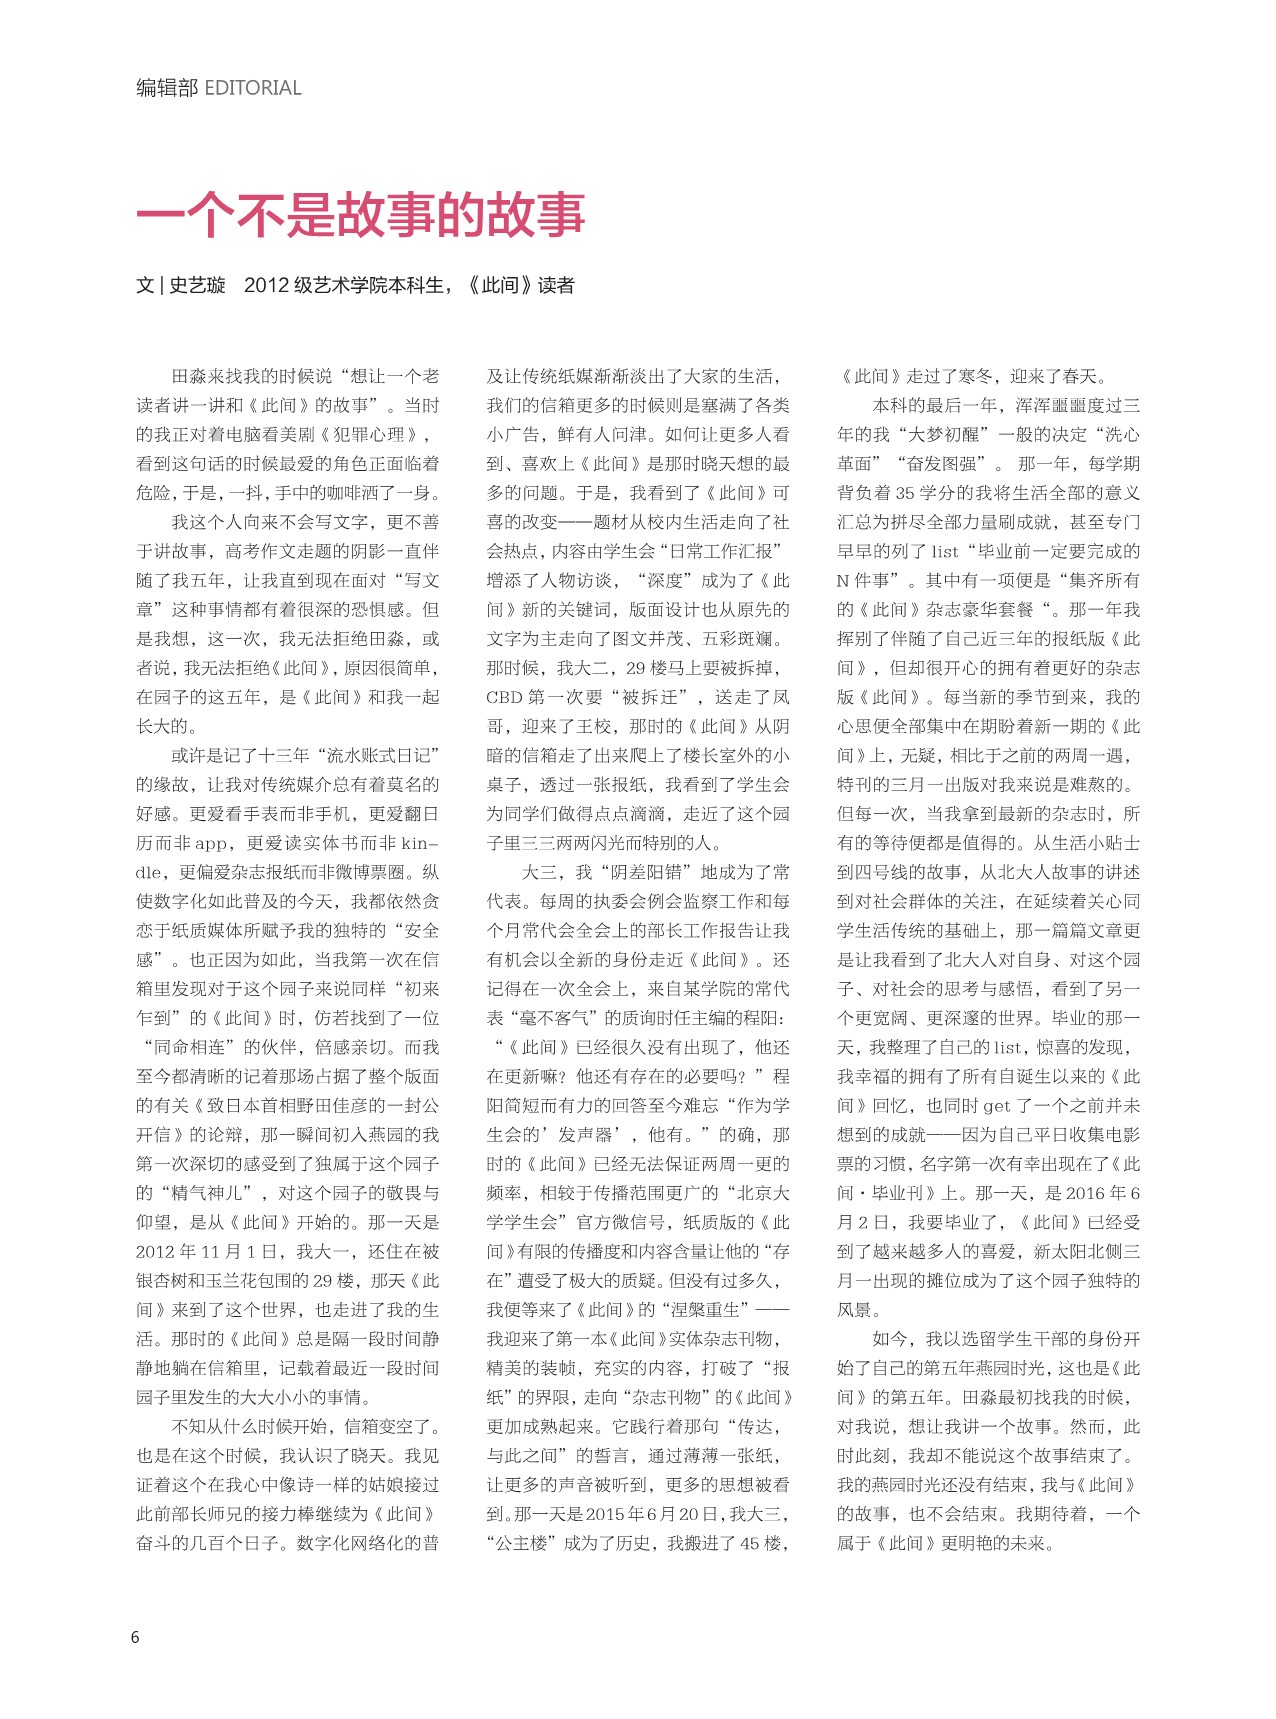 编辑部 EDITORIAL
一个不是故事的故事
文 | 史艺璇　2012 级艺术学院本科生，《此间》读者
田淼来找我的时候说“想让一个老
读者讲一讲和《此间》的故事”。当时
的我正对着电脑看美剧《犯罪心理》，
看到这句话的时候最爱的角色正面临着
危险，于是，一抖，手中的咖啡洒了一身。
我这个人向来不会写文字，更不善
于讲故事，高考作文走题的阴影一直伴
随了我五年，让我直到现在面对“写文
章”这种事情都有着很深的恐惧感。但
是我想，这一次，我无法拒绝田淼，或
者说，我无法拒绝《此间》，原因很简单，
在园子的这五年，是《此间》和我一起
长大的。
或许是记了十三年“流水账式日记”
的缘故，让我对传统媒介总有着莫名的
好感。更爱看手表而非手机，更爱翻日
历而非 app，更爱读实体书而非 kin–
dle，更偏爱杂志报纸而非微博票圈。纵
使数字化如此普及的今天，我都依然贪
恋于纸质媒体所赋予我的独特的“安全
感”。也正因为如此，当我第一次在信
箱里发现对于这个园子来说同样“初来
乍到”的《此间》时，仿若找到了一位
“同命相连”的伙伴，倍感亲切。而我
至今都清晰的记着那场占据了整个版面
的有关《致日本首相野田佳彦的一封公
开信》的论辩，那一瞬间初入燕园的我
第一次深切的感受到了独属于这个园子
的“精气神儿”，对这个园子的敬畏与
仰望，是从《此间》开始的。那一天是
2012 年 11 月 1 日，我大一，还住在被
银杏树和玉兰花包围的 29 楼，那天《此
间》来到了这个世界，也走进了我的生
活。那时的《此间》总是隔一段时间静
静地躺在信箱里，记载着最近一段时间
园子里发生的大大小小的事情。
不知从什么时候开始，信箱变空了。
也是在这个时候，我认识了晓天。我见
证着这个在我心中像诗一样的姑娘接过
此前部长师兄的接力棒继续为《此间》
奋斗的几百个日子。数字化网络化的普
及让传统纸媒渐渐淡出了大家的生活，
我们的信箱更多的时候则是塞满了各类
小广告，鲜有人问津。如何让更多人看
到、喜欢上《此间》是那时晓天想的最
多的问题。于是，我看到了《此间》可
喜的改变——题材从校内生活走向了社
会热点，内容由学生会“日常工作汇报”
增添了人物访谈，“深度”成为了《此
间》新的关键词，版面设计也从原先的
文字为主走向了图文并茂、五彩斑斓。
那时候，我大二，29 楼马上要被拆掉，
CBD 第一次要“被拆迁”，送走了凤
哥，迎来了王校，那时的《此间》从阴
暗的信箱走了出来爬上了楼长室外的小
桌子，透过一张报纸，我看到了学生会
为同学们做得点点滴滴，走近了这个园
子里三三两两闪光而特别的人。
大三，我“阴差阳错”地成为了常
代表。每周的执委会例会监察工作和每
个月常代会全会上的部长工作报告让我
有机会以全新的身份走近《此间》。还
记得在一次全会上，来自某学院的常代
表“毫不客气”的质询时任主编的程阳：
“《此间》已经很久没有出现了，他还
在更新嘛？他还有存在的必要吗？”程
阳简短而有力的回答至今难忘“作为学
生会的’发声器’，他有。”的确，那
时的《此间》已经无法保证两周一更的
频率，相较于传播范围更广的“北京大
学学生会”官方微信号，纸质版的《此
间》有限的传播度和内容含量让他的“存
在”遭受了极大的质疑。但没有过多久，
我便等来了《此间》的“涅槃重生”——
我迎来了第一本《此间》实体杂志刊物，
精美的装帧，充实的内容，打破了“报
纸”的界限，走向“杂志刊物”的《此间》
更加成熟起来。它践行着那句“传达，
与此之间”的誓言，通过薄薄一张纸，
让更多的声音被听到，更多的思想被看
到。那一天是2015年6月20日，我大三，
“公主楼”成为了历史，我搬进了 45 楼，
《此间》走过了寒冬，迎来了春天。
本科的最后一年，浑浑噩噩度过三
年的我“大梦初醒”一般的决定“洗心
革面”“奋发图强”。 那一年，每学期
背负着 35 学分的我将生活全部的意义
汇总为拼尽全部力量刷成就，甚至专门
早早的列了 list“毕业前一定要完成的
N 件事”。其中有一项便是“集齐所有
的《此间》杂志豪华套餐“。那一年我
挥别了伴随了自己近三年的报纸版《此
间》，但却很开心的拥有着更好的杂志
版《此间》。每当新的季节到来，我的
心思便全部集中在期盼着新一期的《此
间》上，无疑，相比于之前的两周一遇，
特刊的三月一出版对我来说是难熬的。
但每一次，当我拿到最新的杂志时，所
有的等待便都是值得的。从生活小贴士
到四号线的故事，从北大人故事的讲述
到对社会群体的关注，在延续着关心同
学生活传统的基础上，那一篇篇文章更
是让我看到了北大人对自身、对这个园
子、对社会的思考与感悟，看到了另一
个更宽阔、更深邃的世界。毕业的那一
天，我整理了自己的 list，惊喜的发现，
我幸福的拥有了所有自诞生以来的《此
间》回忆，也同时 get 了一个之前并未
想到的成就——因为自己平日收集电影
票的习惯，名字第一次有幸出现在了《此
间·毕业刊》上。那一天，是 2016 年 6
月 2 日，我要毕业了，《此间》已经受
到了越来越多人的喜爱，新太阳北侧三
月一出现的摊位成为了这个园子独特的
风景。
如今，我以选留学生干部的身份开
始了自己的第五年燕园时光，这也是《此
间》的第五年。田淼最初找我的时候，
对我说，想让我讲一个故事。然而，此
时此刻，我却不能说这个故事结束了。
我的燕园时光还没有结束，我与《此间》
的故事，也不会结束。我期待着，一个
属于《此间》更明艳的未来。
6